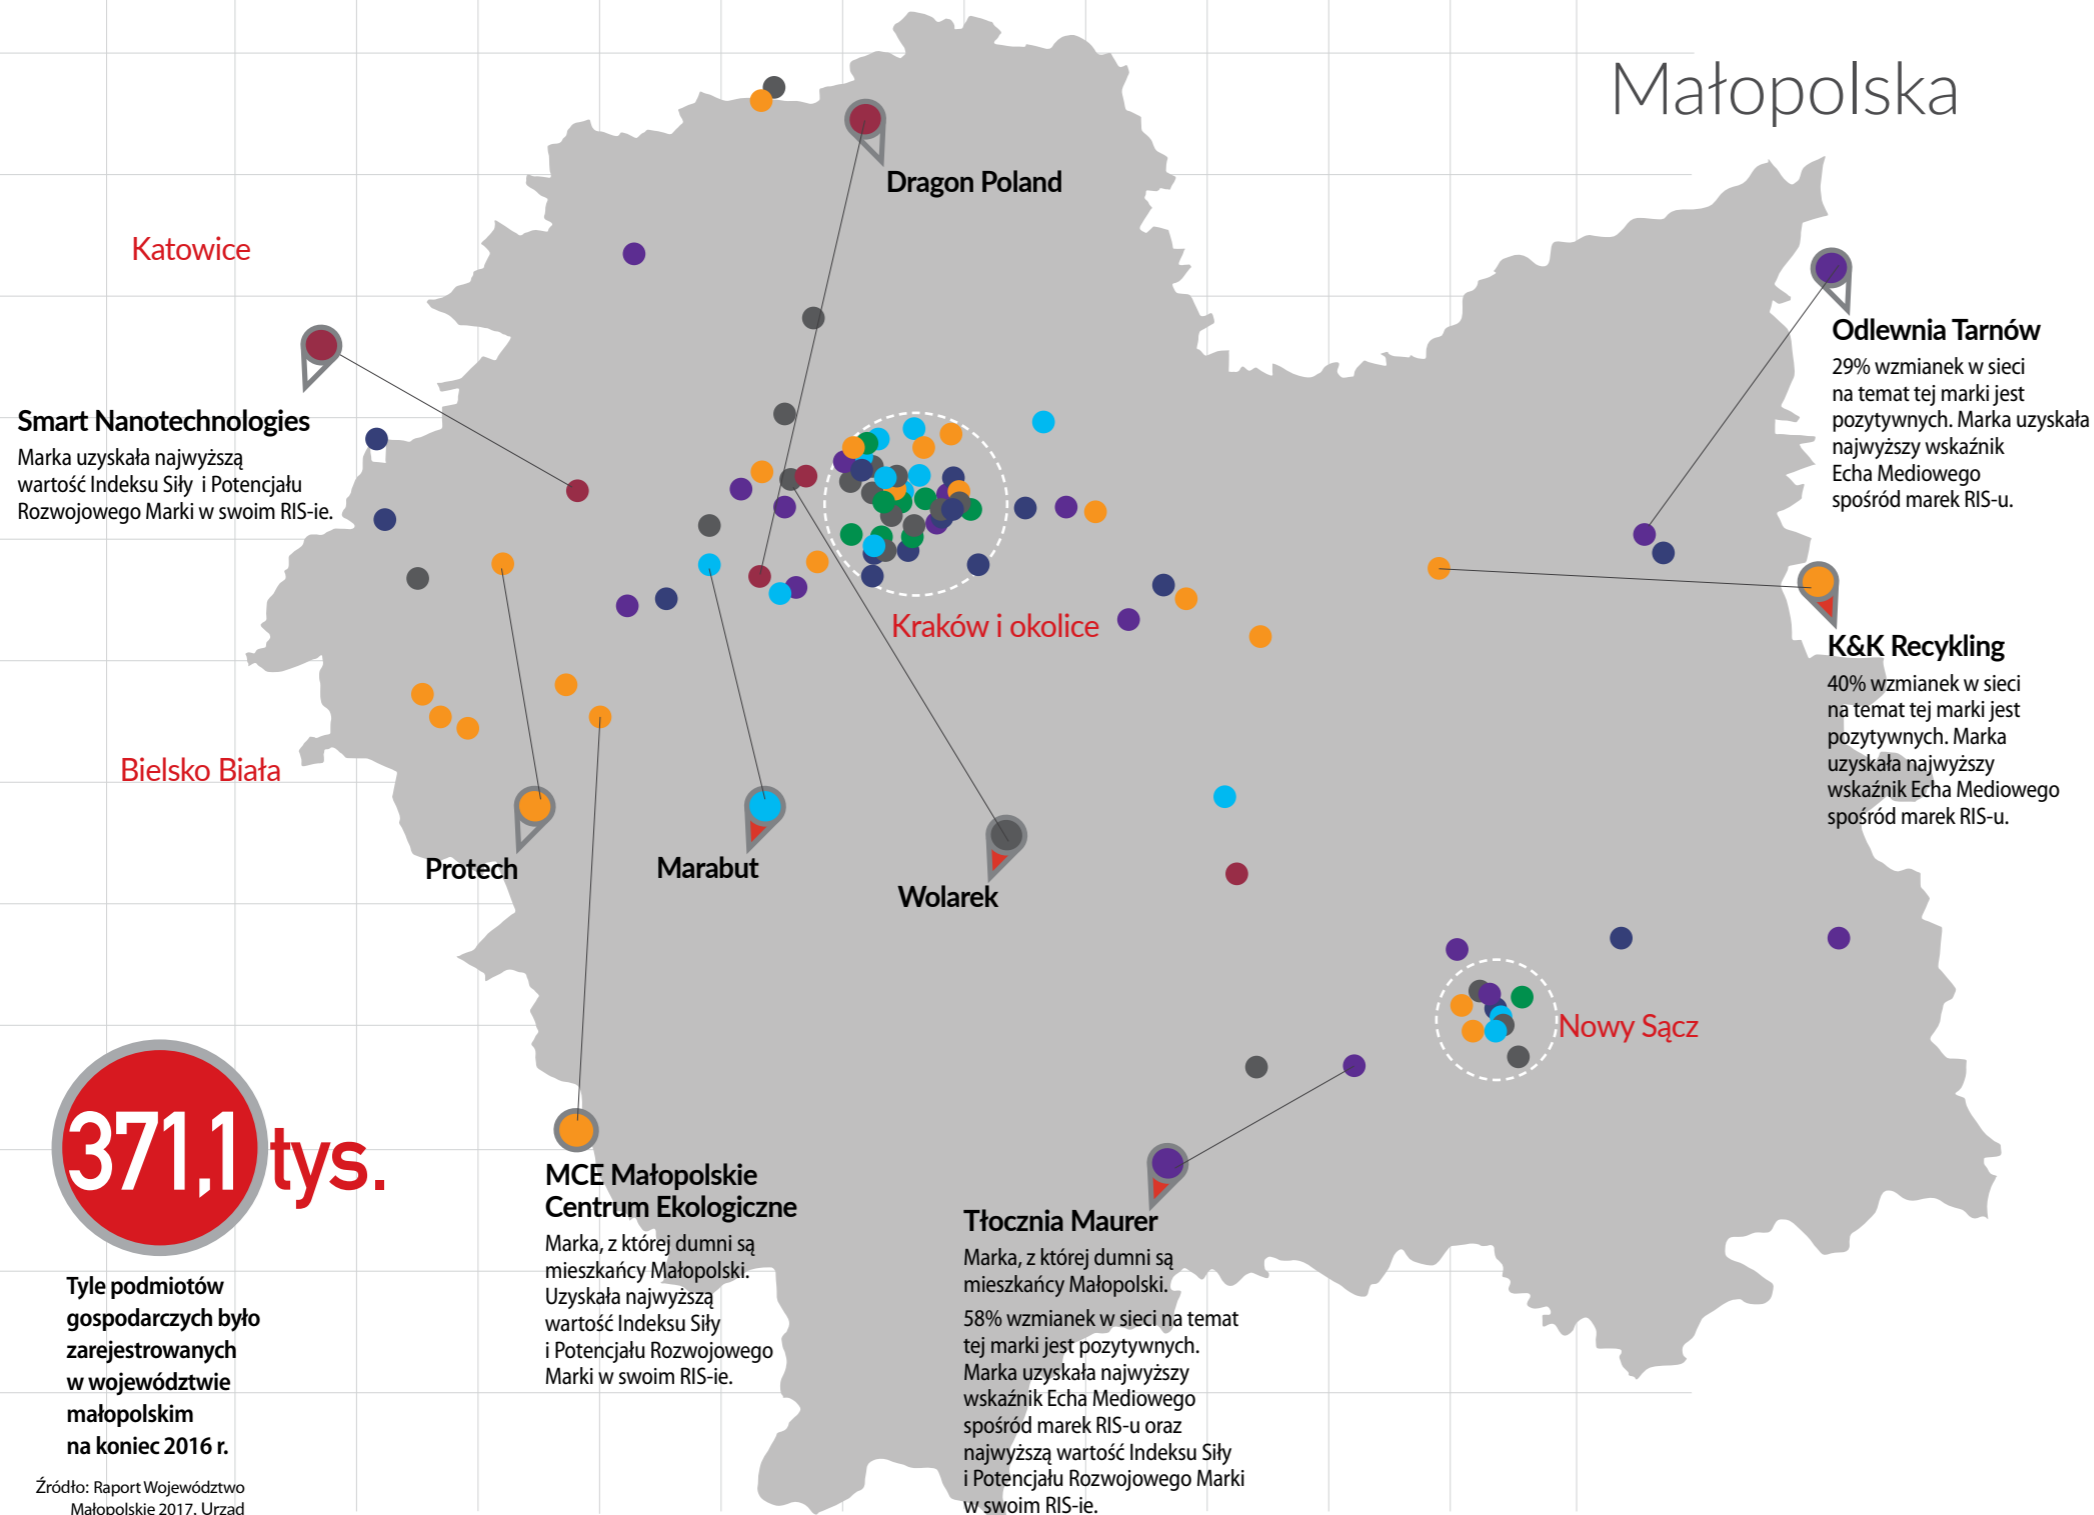 Małopolska
Dragon Poland
Katowice
Smart Nanotechnologies
Marka uzyskała najwyższą
wartość Indeksu Siły i Potencjału
Rozwojowego Marki w swoim RIS-ie.
Odlewnia Tarnów
29% wzmianek w sieci
na temat tej marki jest
pozytywnych. Marka uzyskała
najwyższy wskaźnik
Echa Mediowego
spośród marek RIS-u.
Kraków i okolice
K&K Recykling
40% wzmianek w sieci
na temat tej marki jest
pozytywnych. Marka
uzyskała najwyższy
wskaźnik Echa Mediowego
spośród marek RIS-u.
Bielsko Biała
Protech
Marabut
Wolarek
Nowy Sącz
371,1 tys.
Tyle podmiotów
gospodarczych było
zarejestrowanych
w województwie
małopolskim
na koniec 2016 r.
Źródło: Raport Województwo
Małopolskie 2017, Urząd
MCE Małopolskie
Centrum Ekologiczne
Marka, z której dumni są
mieszkańcy Małopolski.
Uzyskała najwyższą
wartość Indeksu Siły
i Potencjału Rozwojowego
Marki w swoim RIS-ie.
Tłocznia Maurer
Marka, z której dumni są
mieszkańcy Małopolski.
58% wzmianek w sieci na temat
tej marki jest pozytywnych.
Marka uzyskała najwyższy
wskaźnik Echa Mediowego
spośród marek RIS-u oraz
najwyższą wartość Indeksu Siły
i Potencjału Rozwojowego Marki
w swoim RIS-ie.